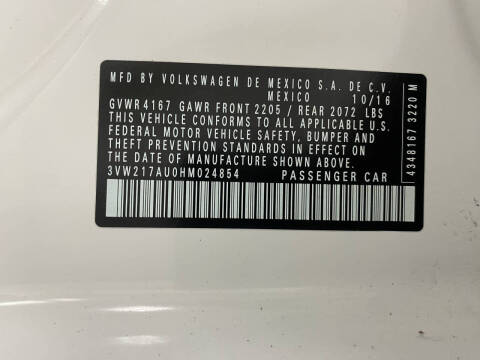 MFD BY VOLKSWAGEN DE MEXICO S.A. DE C.V.
MEXICO 10/16
GVWR 4167 GAWR FRONT 2205 / REAR 2072 LBS
THIS VEHICLE CONFORMS TO ALL APPLICABLE U.S.
FEDERAL MOTOR VEHICLE SAFETY, BUMPER AND
THEFT PREVENTION STANDARDS IN EFFECT ON
THE DATE OF MANUFACTURE SHOWN ABOVE.
3VW217AU0HM024854 PASSENGER CAR
4348167 3220 M